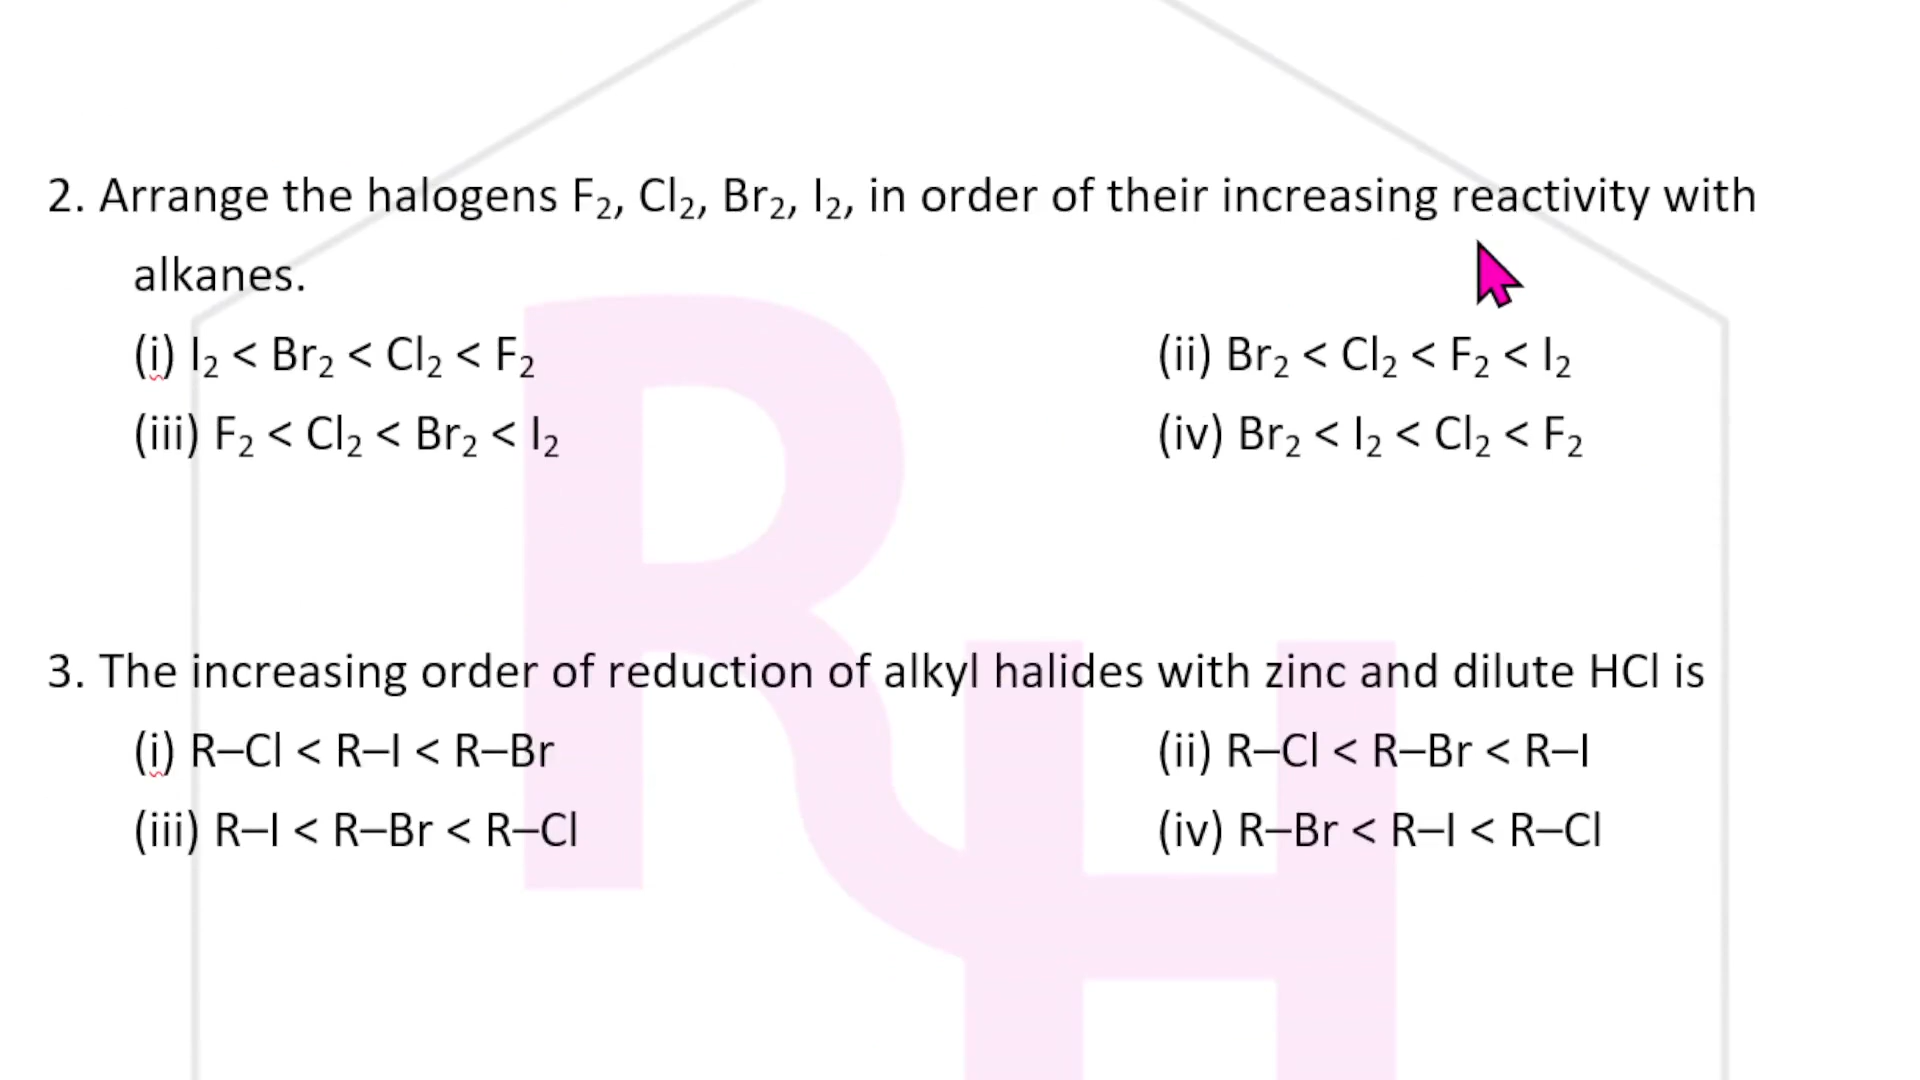 2. Arrange the halogens F₂, Cl₂, Br₂, I₂, in order of their increasing reactivity with
alkanes.
(i) I₂ < Br₂ < Cl₂ < F₂ (ii) Br₂ < Cl₂ < F₂ < I₂
(iii) F₂ < Cl₂ < Br₂ < I₂ (iv) Br₂ < I₂ < Cl₂ < F₂
3. The increasing order of reduction of alkyl halides with zinc and dilute HCl is
(i) R–Cl < R–I < R–Br (ii) R–Cl < R–Br < R–I
(iii) R–I < R–Br < R–Cl (iv) R–Br < R–I < R–Cl
RH